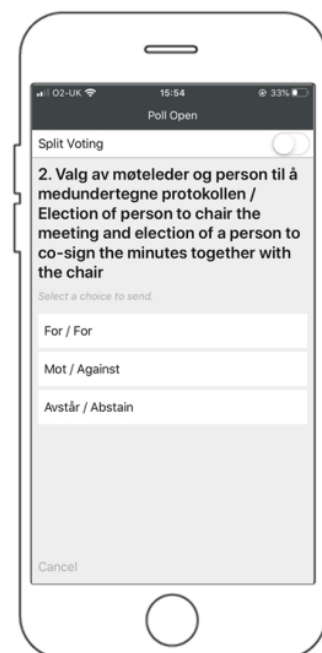 O2-UK 15:54 33%
Poll Open
Split Voting
2. Valg av møteleder og person til å
medundertegne protokollen /
Election of person to chair the
meeting and election of a person to
co-sign the minutes together with
the chair
Select a choice to send.
For / For
Mot / Against
Avstår / Abstain
Cancel